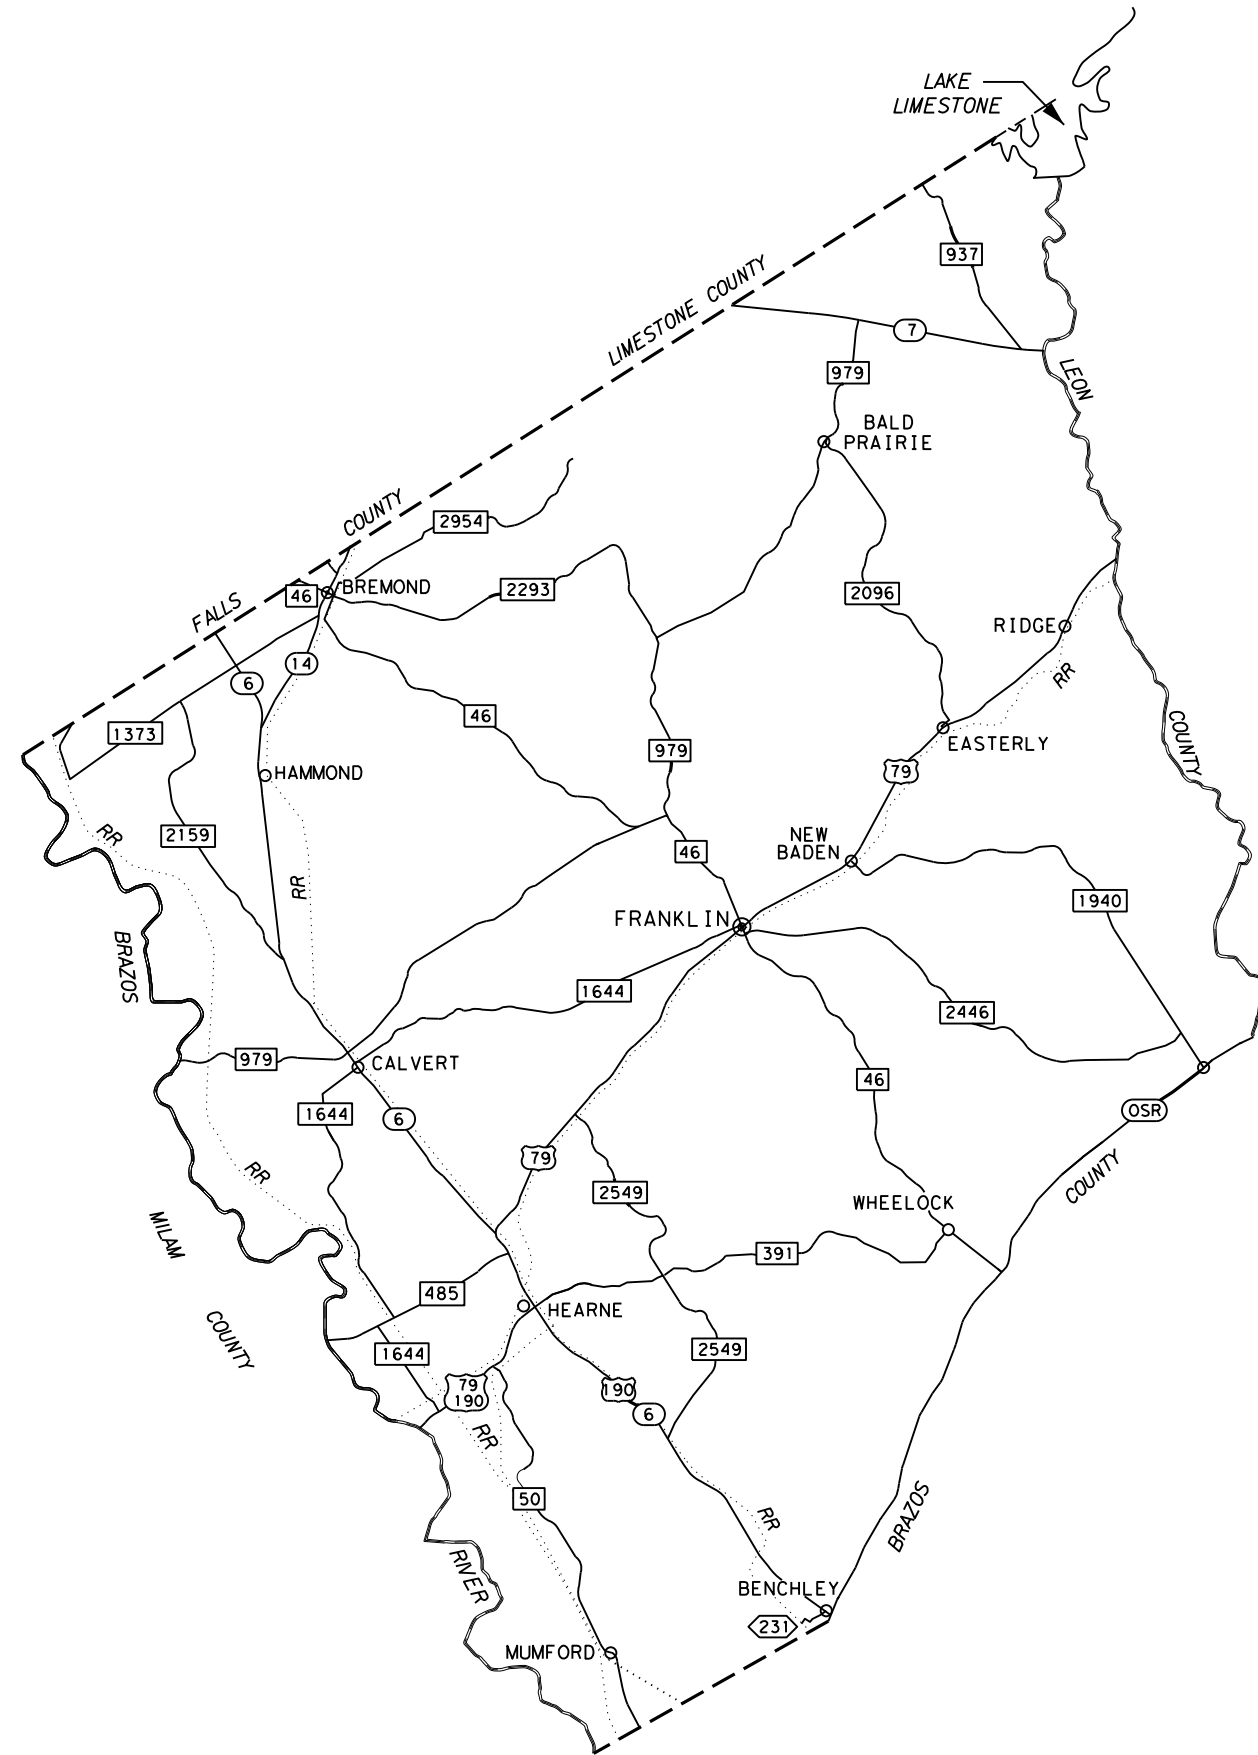 LAKE
LIMESTONE
937
LIMESTONE COUNTY
7
979
LEON
BALD
PRAIRIE
COUNTY
2954
46
BREMOND
2293
2096
FALLS
RIDGE
14
6
RR
46
1373
979
EASTERLY
COUNTY
79
HAMMOND
RR
2159
NEW
BADEN
46
RR
1940
FRANKLIN
BRAZOS
1644
2446
979
CALVERT
46
1644
6
OSR
79
RR
2549
COUNTY
WHEELOCK
MILAM
391
485
HEARNE
COUNTY
1644
2549
79
190
190
6
RR
50
RR
BRAZOS
RIVER
BENCHLEY
231
MUMFORD